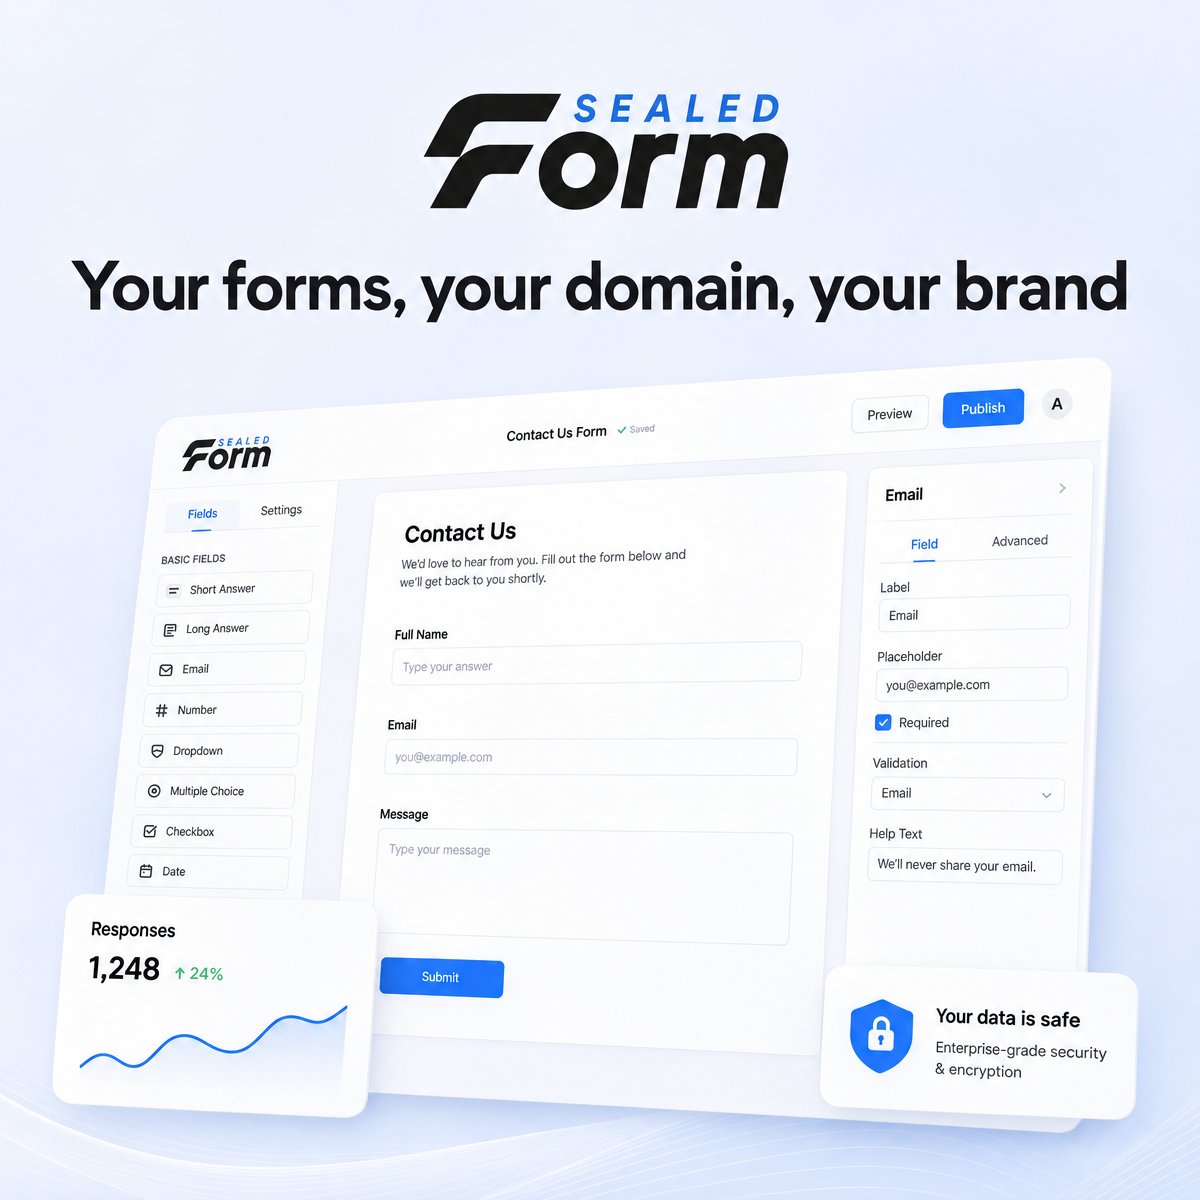 SEALED
Form
Your forms, your domain, your brand
SEALED
Form
Contact Us Form
Saved
Preview
Publish
A
Fields
Settings
BASIC FIELDS
Short Answer
Long Answer
Email
Number
Dropdown
Multiple Choice
Checkbox
Date
Contact Us
We'd love to hear from you. Fill out the form below and
we'll get back to you shortly.
Full Name
Type your answer
Email
you@example.com
Message
Type your message
Submit
Email
Field
Advanced
Label
Email
Placeholder
you@example.com
Required
Validation
Email
Help Text
We'll never share your email.
Responses
1,248 ↑ 24%
Your data is safe
Enterprise-grade security
& encryption